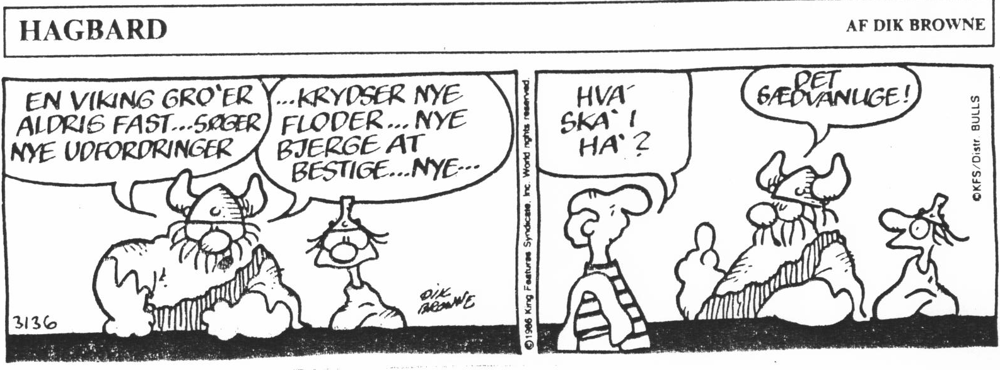 HAGBARD
AF DIK BROWNE
EN VIKING GRO'ER
ALDRIG FAST...SØGER
NYE UDFORDRINGER
...KRYDSER NYE
FLODER...NYE
BJERGE AT
BESTIGE...NYE...
DIK
BROWNE
3136
©1986 King Features Syndicate, Inc. World rights reserved.
HVA'
SKA' I
HA'?
DET
SÆDVANLIGE!
©KFS/Distr. BULLS